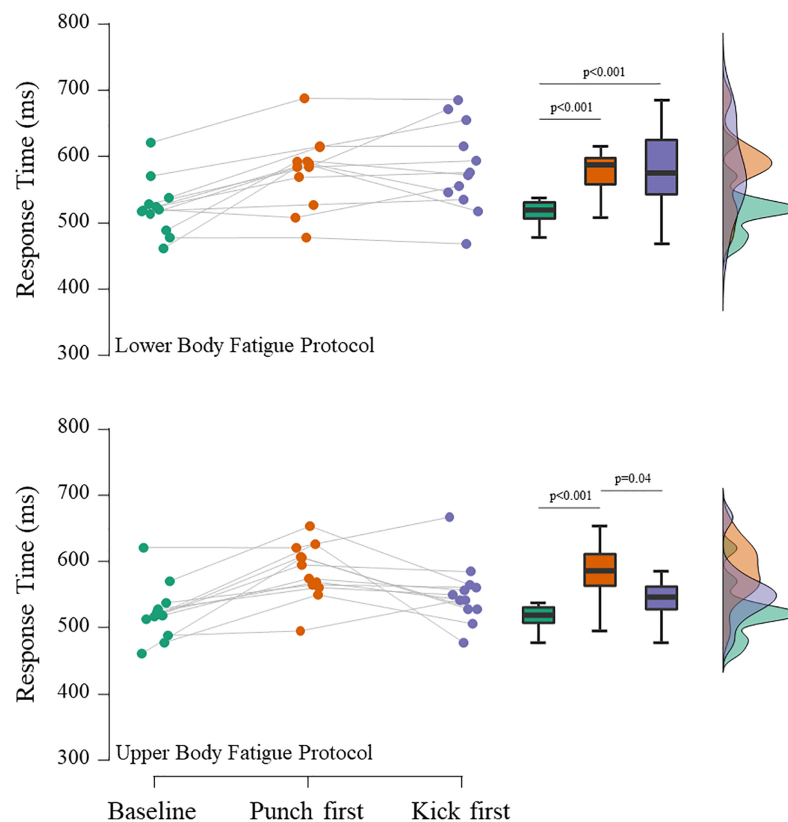 800
700
600
500
400
300
Response Time (ms)
p<0.001
p<0.001
Lower Body Fatigue Protocol
800
700
600
500
400
300
Response Time (ms)
p=0.04
p<0.001
Upper Body Fatigue Protocol
Baseline Punch first Kick first